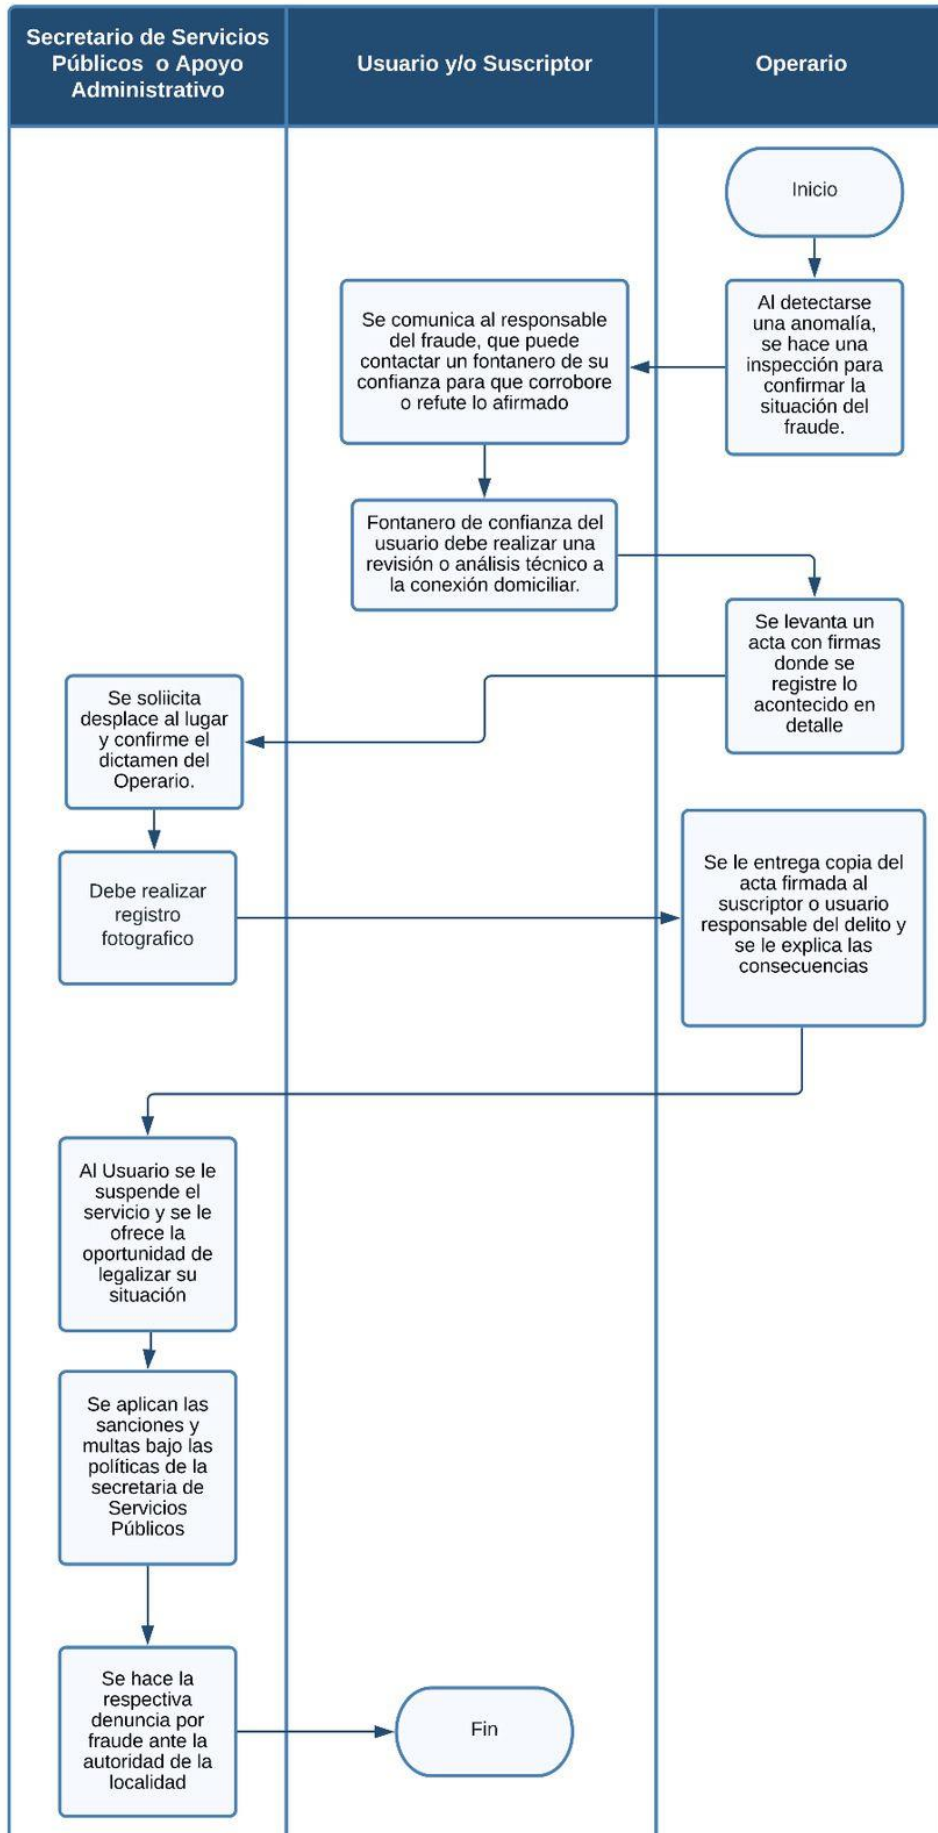 Secretario de Servicios
Públicos o Apoyo
Administrativo
Usuario y/o Suscriptor
Operario
Inicio
Al detectarse
una anomalía,
se hace una
inspección para
confirmar la
situación del
fraude.
Se comunica al responsable
del fraude, que puede
contactar un fontanero de su
confianza para que corrobore
o refute lo afirmado
Fontanero de confianza del
usuario debe realizar una
revisión o análisis técnico a
la conexión domiciliar.
Se levanta un
acta con firmas
donde se
registre lo
acontecido en
detalle
Se soliicita
desplace al lugar
y confirme el
dictamen del
Operario.
Debe realizar
registro
fotografico
Se le entrega copia del
acta firmada al
suscriptor o usuario
responsable del delito y
se le explica las
consecuencias
Al Usuario se le
suspende el
servicio y se le
ofrece la
oportunidad de
legalizar su
situación
Se aplican las
sanciones y
multas bajo las
políticas de la
secretaria de
Servicios
Públicos
Se hace la
respectiva
denuncia por
fraude ante la
autoridad de la
localidad
Fin